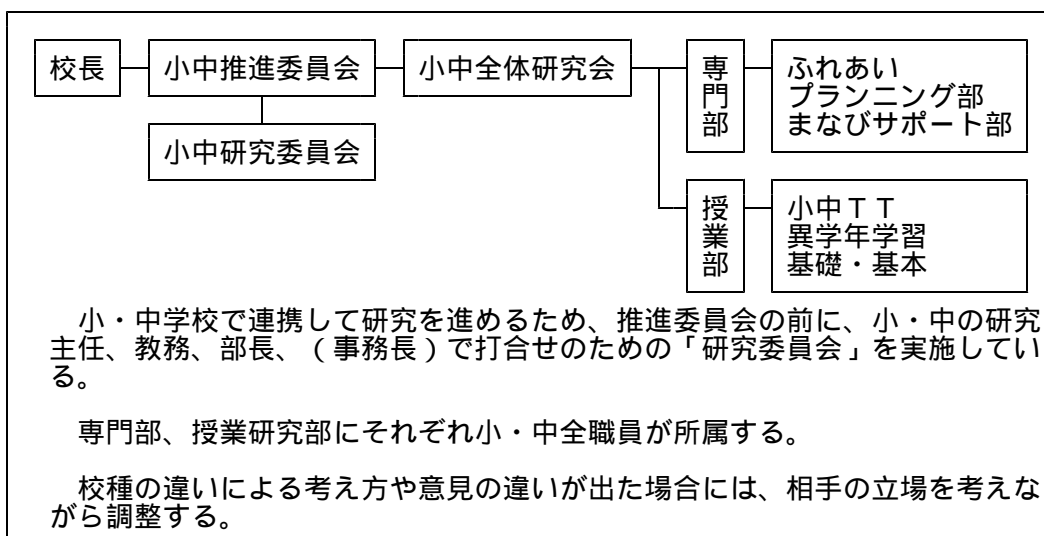 校長
小中推進委員会
小中全体研究会
専門部
ふれあい
プランニング部
まなびサポート部
小中研究委員会
授業部
小中ＴＴ
異学年学習
基礎・基本
小・中学校で連携して研究を進めるため、推進委員会の前に、小・中の研究
主任、教務、部長、（事務長）で打合せのための「研究委員会」を実施してい
る。
専門部、授業研究部にそれぞれ小・中全職員が所属する。
校種の違いによる考え方や意見の違いが出た場合には、相手の立場を考えな
がら調整する。